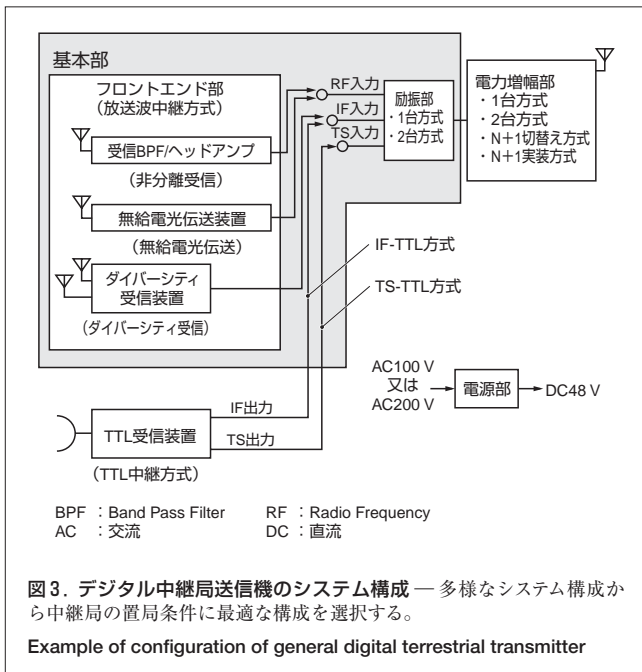 基本部
フロントエンド部
(放送波中継方式)
受信BPF/ヘッドアンプ
(非分離受信)
無給電光伝送装置
(無給電光伝送)
ダイバーシティ
受信装置
(ダイバーシティ受信)
RF入力
IF入力
TS入力
励振部
・1台方式
・2台方式
電力増幅部
・1台方式
・2台方式
・N+1切替え方式
・N+1実装方式
IF-TTL方式
TS-TTL方式
AC100 V
又は
AC200 V
電源部
DC48 V
TTL受信装置
(TTL中継方式)
IF出力
TS出力
BPF : Band Pass Filter RF : Radio Frequency
AC : 交流 DC : 直流
図3. デジタル中継局送信機のシステム構成 — 多様なシステム構成か
ら中継局の置局条件に最適な構成を選択する。
Example of configuration of general digital terrestrial transmitter